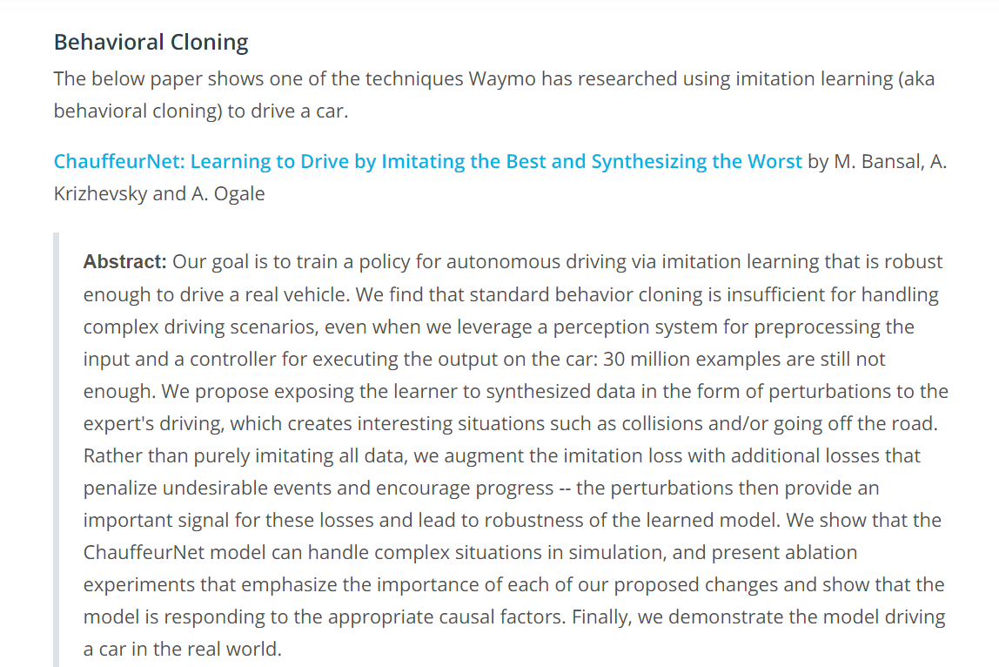 Behavioral Cloning
The below paper shows one of the techniques Waymo has researched using imitation learning (aka
behavioral cloning) to drive a car.
ChauffeurNet: Learning to Drive by Imitating the Best and Synthesizing the Worst by M. Bansal, A.
Krizhevsky and A. Ogale
Abstract: Our goal is to train a policy for autonomous driving via imitation learning that is robust
enough to drive a real vehicle. We find that standard behavior cloning is insufficient for handling
complex driving scenarios, even when we leverage a perception system for preprocessing the
input and a controller for executing the output on the car: 30 million examples are still not
enough. We propose exposing the learner to synthesized data in the form of perturbations to the
expert's driving, which creates interesting situations such as collisions and/or going off the road.
Rather than purely imitating all data, we augment the imitation loss with additional losses that
penalize undesirable events and encourage progress -- the perturbations then provide an
important signal for these losses and lead to robustness of the learned model. We show that the
ChauffeurNet model can handle complex situations in simulation, and present ablation
experiments that emphasize the importance of each of our proposed changes and show that the
model is responding to the appropriate causal factors. Finally, we demonstrate the model driving
a car in the real world.